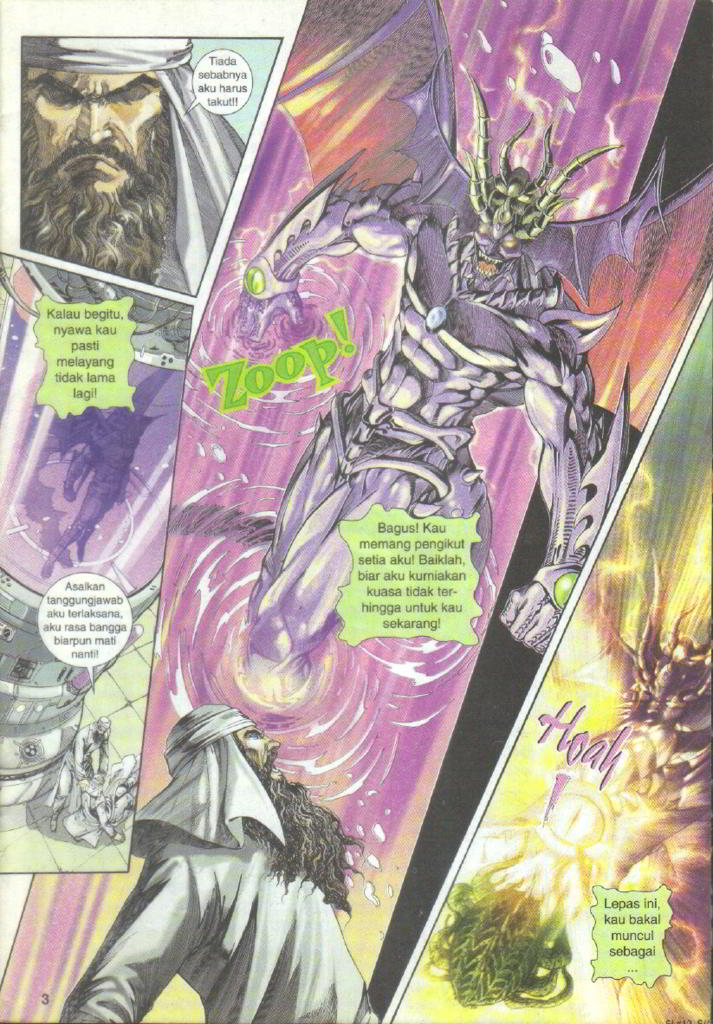 Tiada
sebabnya
aku harus
takut!!
Kalau begitu,
nyawa kau
pasti
melayang
tidak lama
lagi!
Asalkan
tanggungjawab
aku terlaksana,
aku rasa bangga
biarpun mati
nanti!
Zoop!
Bagus! Kau
memang pengikut
setia aku! Baiklah,
biar aku kurniakan
kuasa tidak ter-
hingga untuk kau
sekarang!
Hoah
!
Lepas ini,
kau bakal
muncul
sebagai
...
3